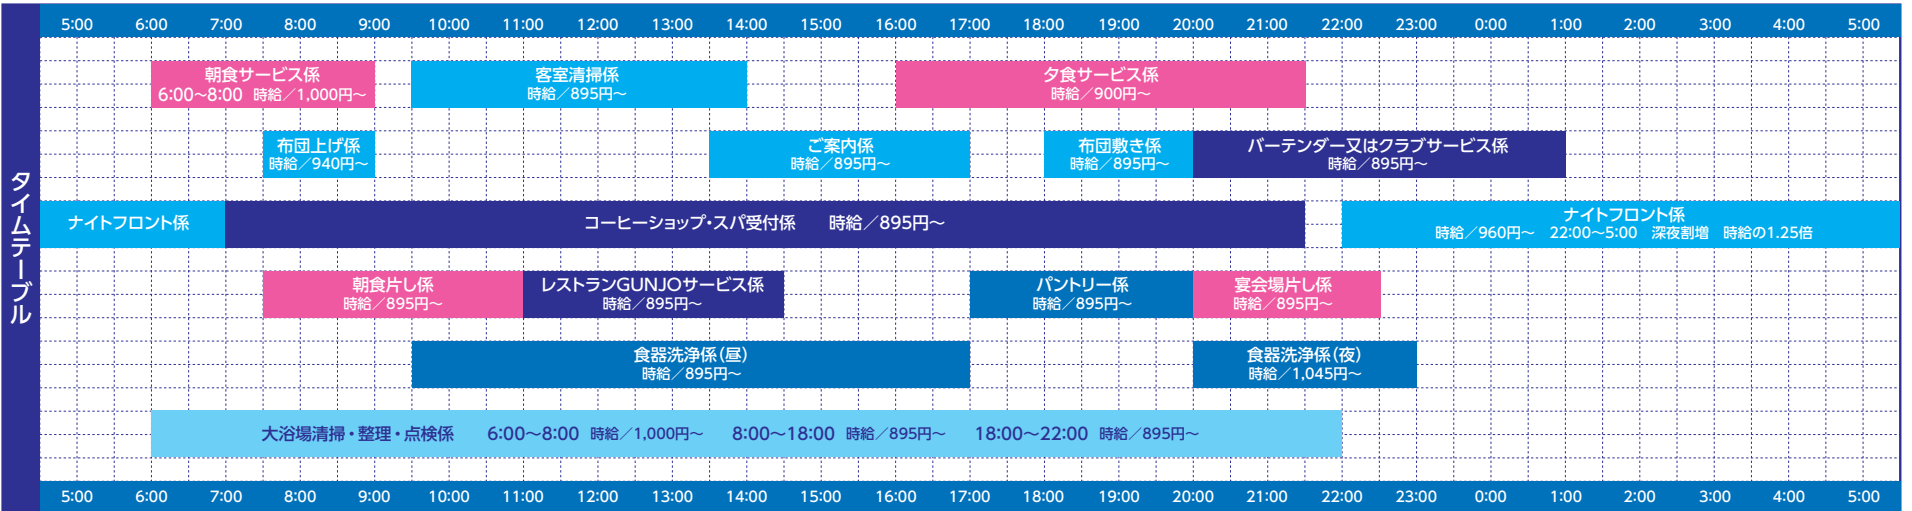 5:00 6:00 7:00 8:00 9:00 10:00 11:00 12:00 13:00 14:00 15:00 16:00 17:00 18:00 19:00 20:00 21:00 22:00 23:00 0:00 1:00 2:00 3:00 4:00 5:00
タイムテーブル
朝食サービス係
6:00〜8:00 時給／1,000円〜
客室清掃係
時給／895円〜
夕食サービス係
時給／900円〜
布団上げ係
時給／940円〜
ご案内係
時給／895円〜
布団敷き係
時給／895円〜
バーテンダー又はクラブサービス係
時給／895円〜
ナイトフロント係
コーヒーショップ・スパ受付係 時給／895円〜
ナイトフロント係
時給／960円〜 22:00〜5:00 深夜割増 時給の1.25倍
朝食片し係
時給／895円〜
レストランGUNJOサービス係
時給／895円〜
パントリー係
時給／895円〜
宴会場片し係
時給／895円〜
食器洗浄係（昼）
時給／895円〜
食器洗浄係（夜）
時給／1,045円〜
大浴場清掃・整理・点検係 6:00〜8:00 時給／1,000円〜 8:00〜18:00 時給／895円〜 18:00〜22:00 時給／895円〜
5:00 6:00 7:00 8:00 9:00 10:00 11:00 12:00 13:00 14:00 15:00 16:00 17:00 18:00 19:00 20:00 21:00 22:00 23:00 0:00 1:00 2:00 3:00 4:00 5:00